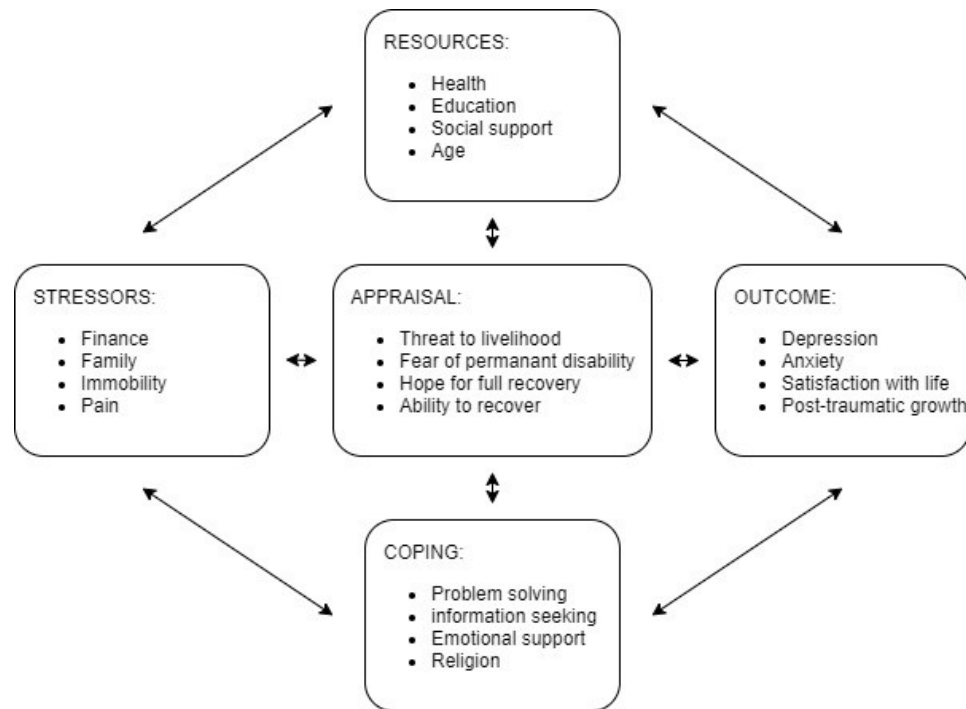 RESOURCES:
• Health
• Education
• Social support
• Age
STRESSORS:
• Finance
• Family
• Immobility
• Pain
APPRAISAL:
• Threat to livelihood
• Fear of permanant disability
• Hope for full recovery
• Ability to recover
OUTCOME:
• Depression
• Anxiety
• Satisfaction with life
• Post-traumatic growth
COPING:
• Problem solving
• information seeking
• Emotional support
• Religion